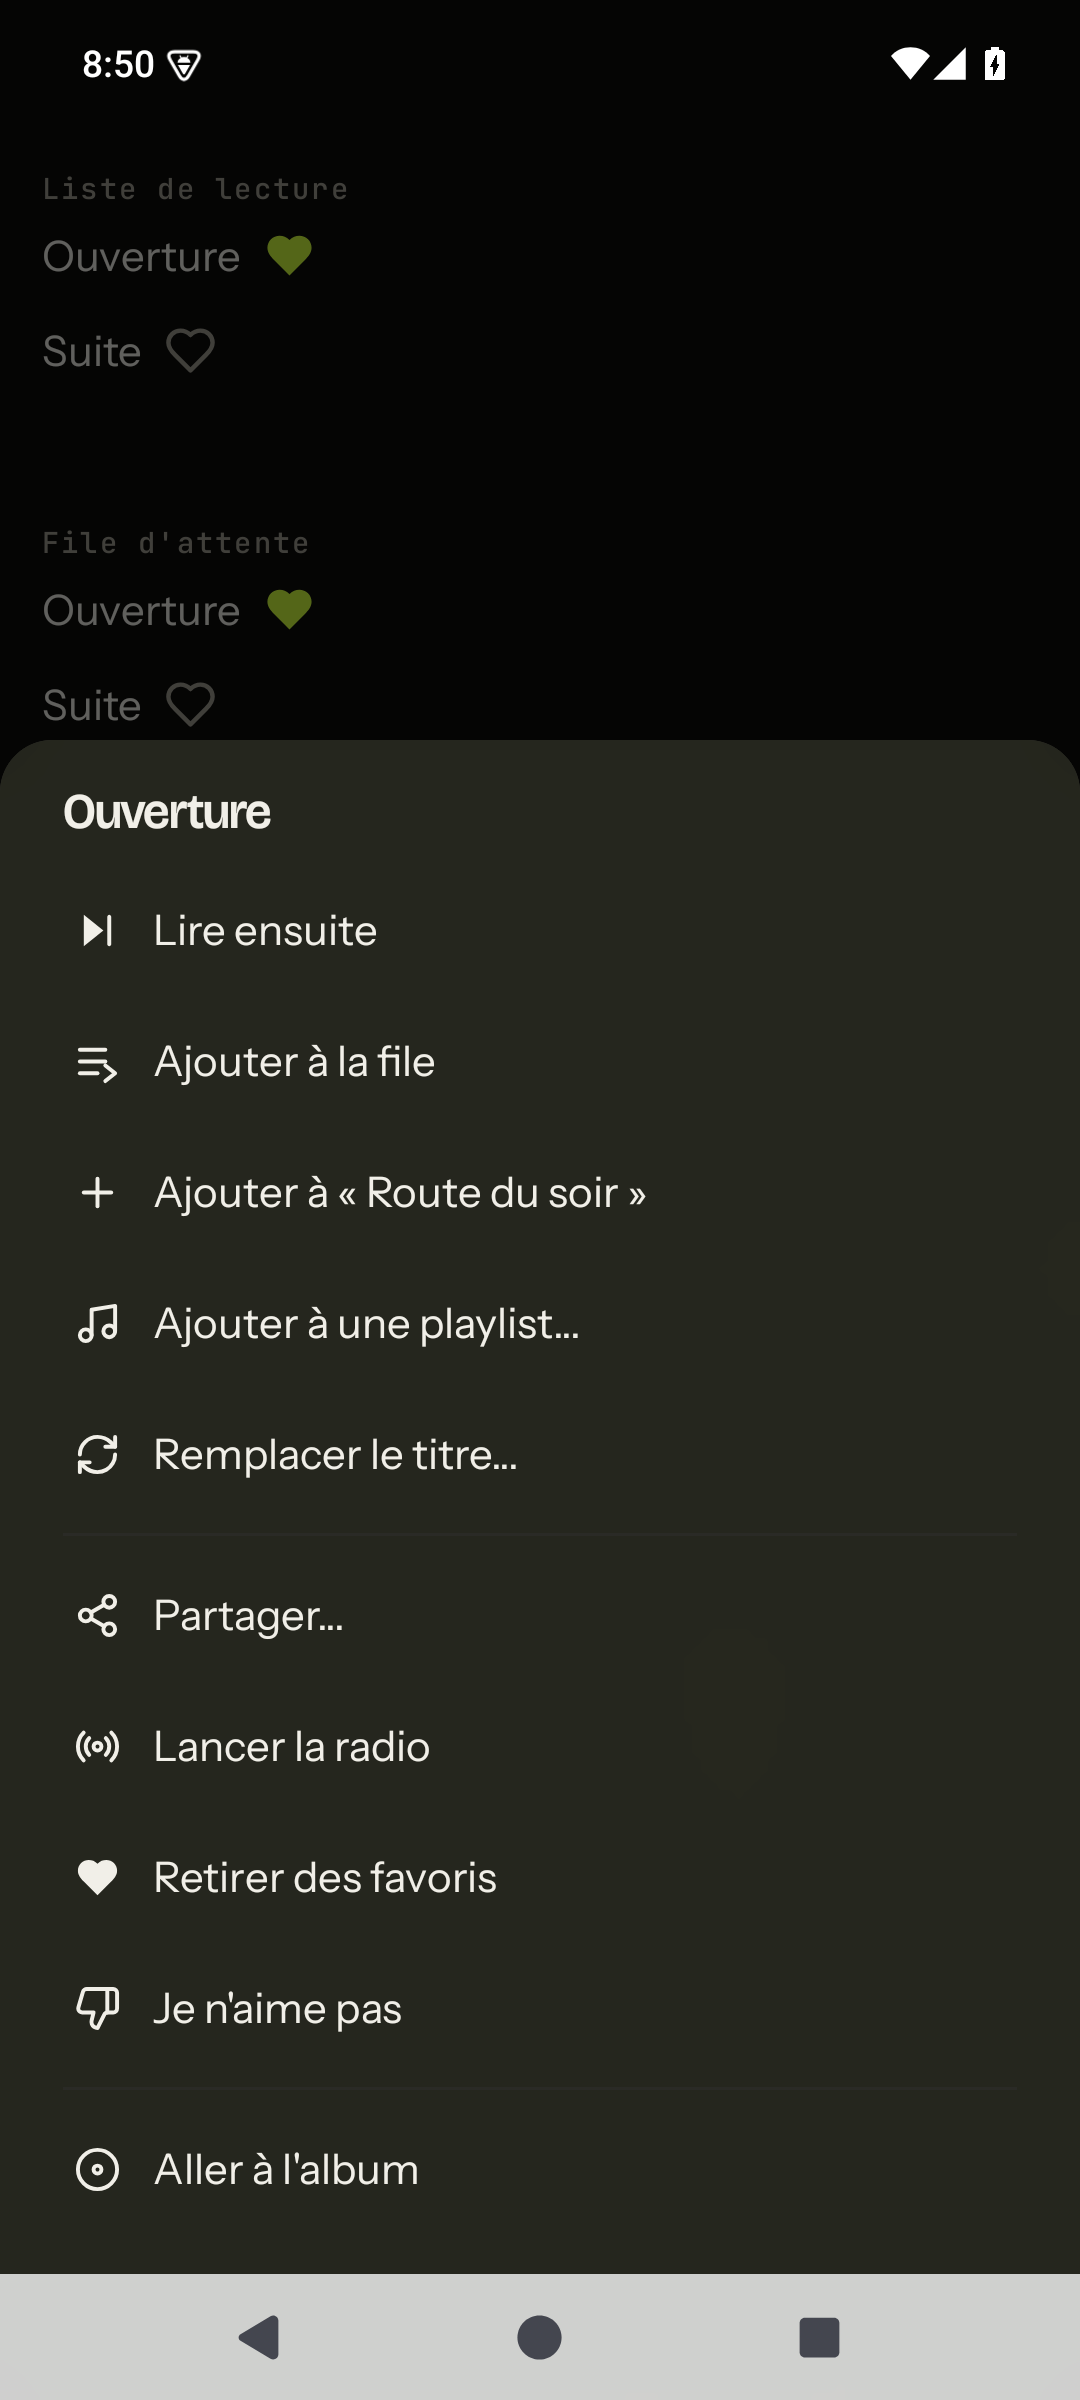 8:50
Liste de lecture
Ouverture
Suite
File d'attente
Ouverture
Suite
Ouverture
Lire ensuite
Ajouter à la file
Ajouter à « Route du soir »
Ajouter à une playlist...
Remplacer le titre...
Partager...
Lancer la radio
Retirer des favoris
Je n'aime pas
Aller à l'album